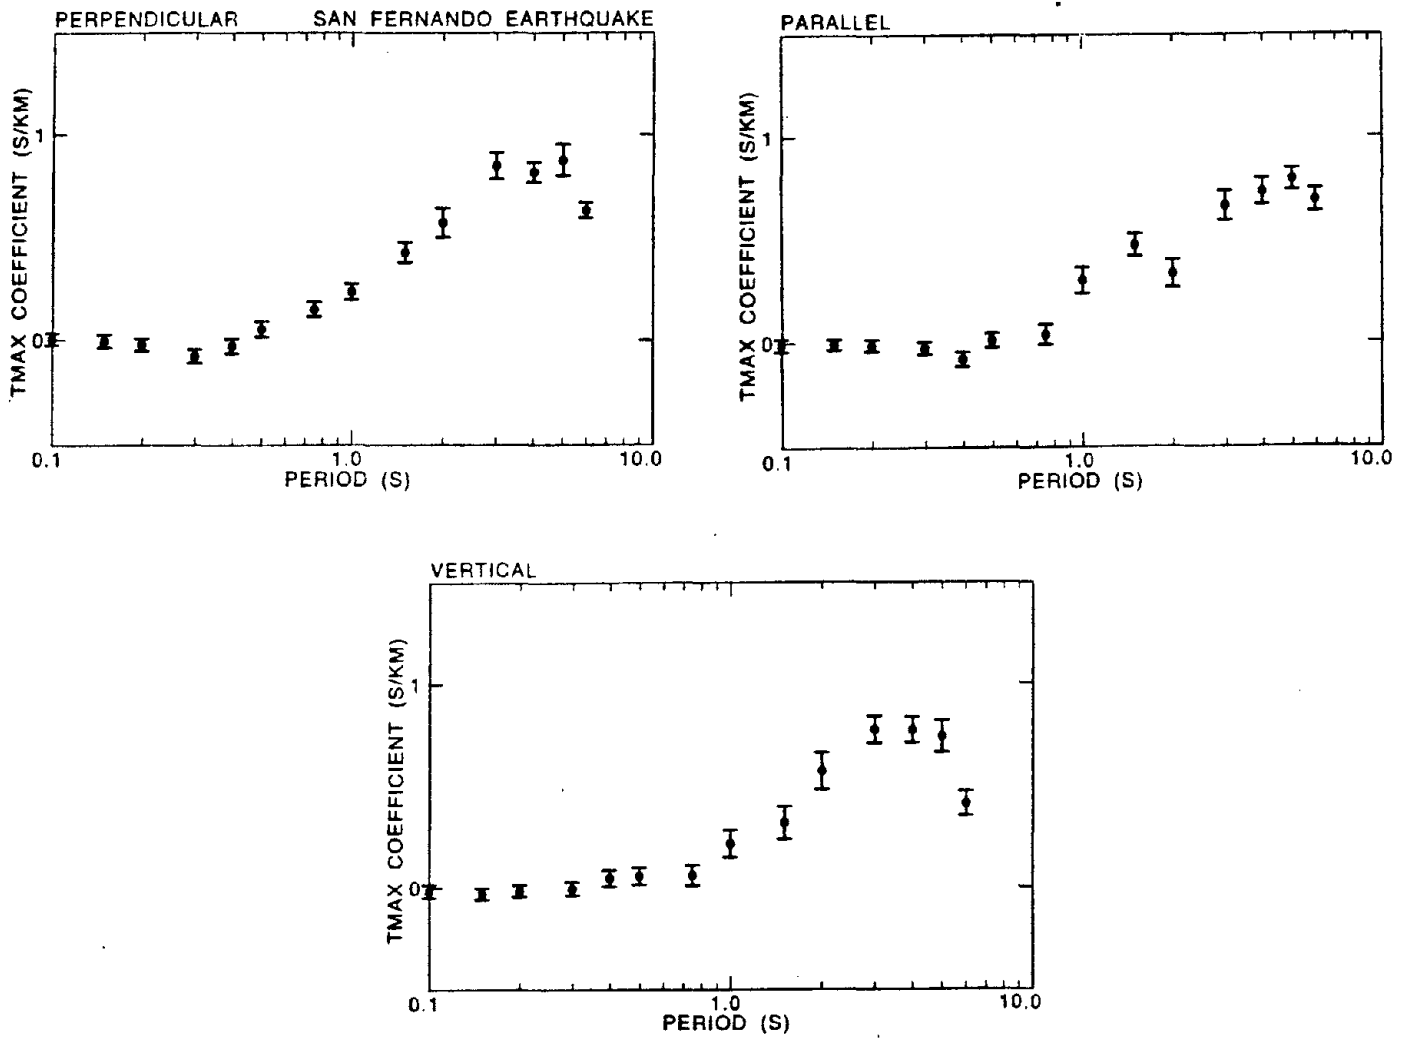 PERPENDICULAR SAN FERNANDO EARTHQUAKE
TMAX COEFFICIENT (S/KM)
1
0
0.1 1.0 10.0
PERIOD (S)
PARALLEL
TMAX COEFFICIENT (S/KM)
1
0
0.1 1.0 10.0
PERIOD (S)
VERTICAL
TMAX COEFFICIENT (S/KM)
1
0
0.1 1.0 10.0
PERIOD (S)